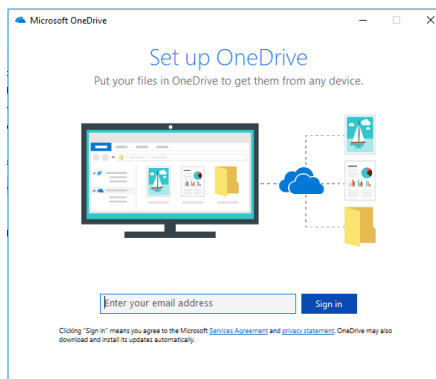 Microsoft OneDrive
Set up OneDrive
Put your files in OneDrive to get them from any device.
Enter your email address
Sign in
Clicking "Sign in" means you agree to the Microsoft Services Agreement and privacy statement. OneDrive may also
download and install its updates automatically.